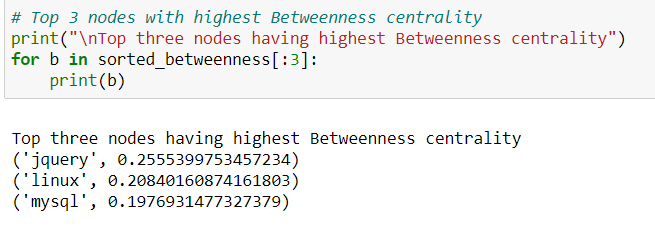 # Top 3 nodes with highest Betweenness centrality
print("\nTop three nodes having highest Betweenness centrality")
for b in sorted_betweenness[:3]:
    print(b)
Top three nodes having highest Betweenness centrality
('jquery', 0.2555399753457234)
('linux', 0.20840160874161803)
('mysql', 0.1976931477327379)